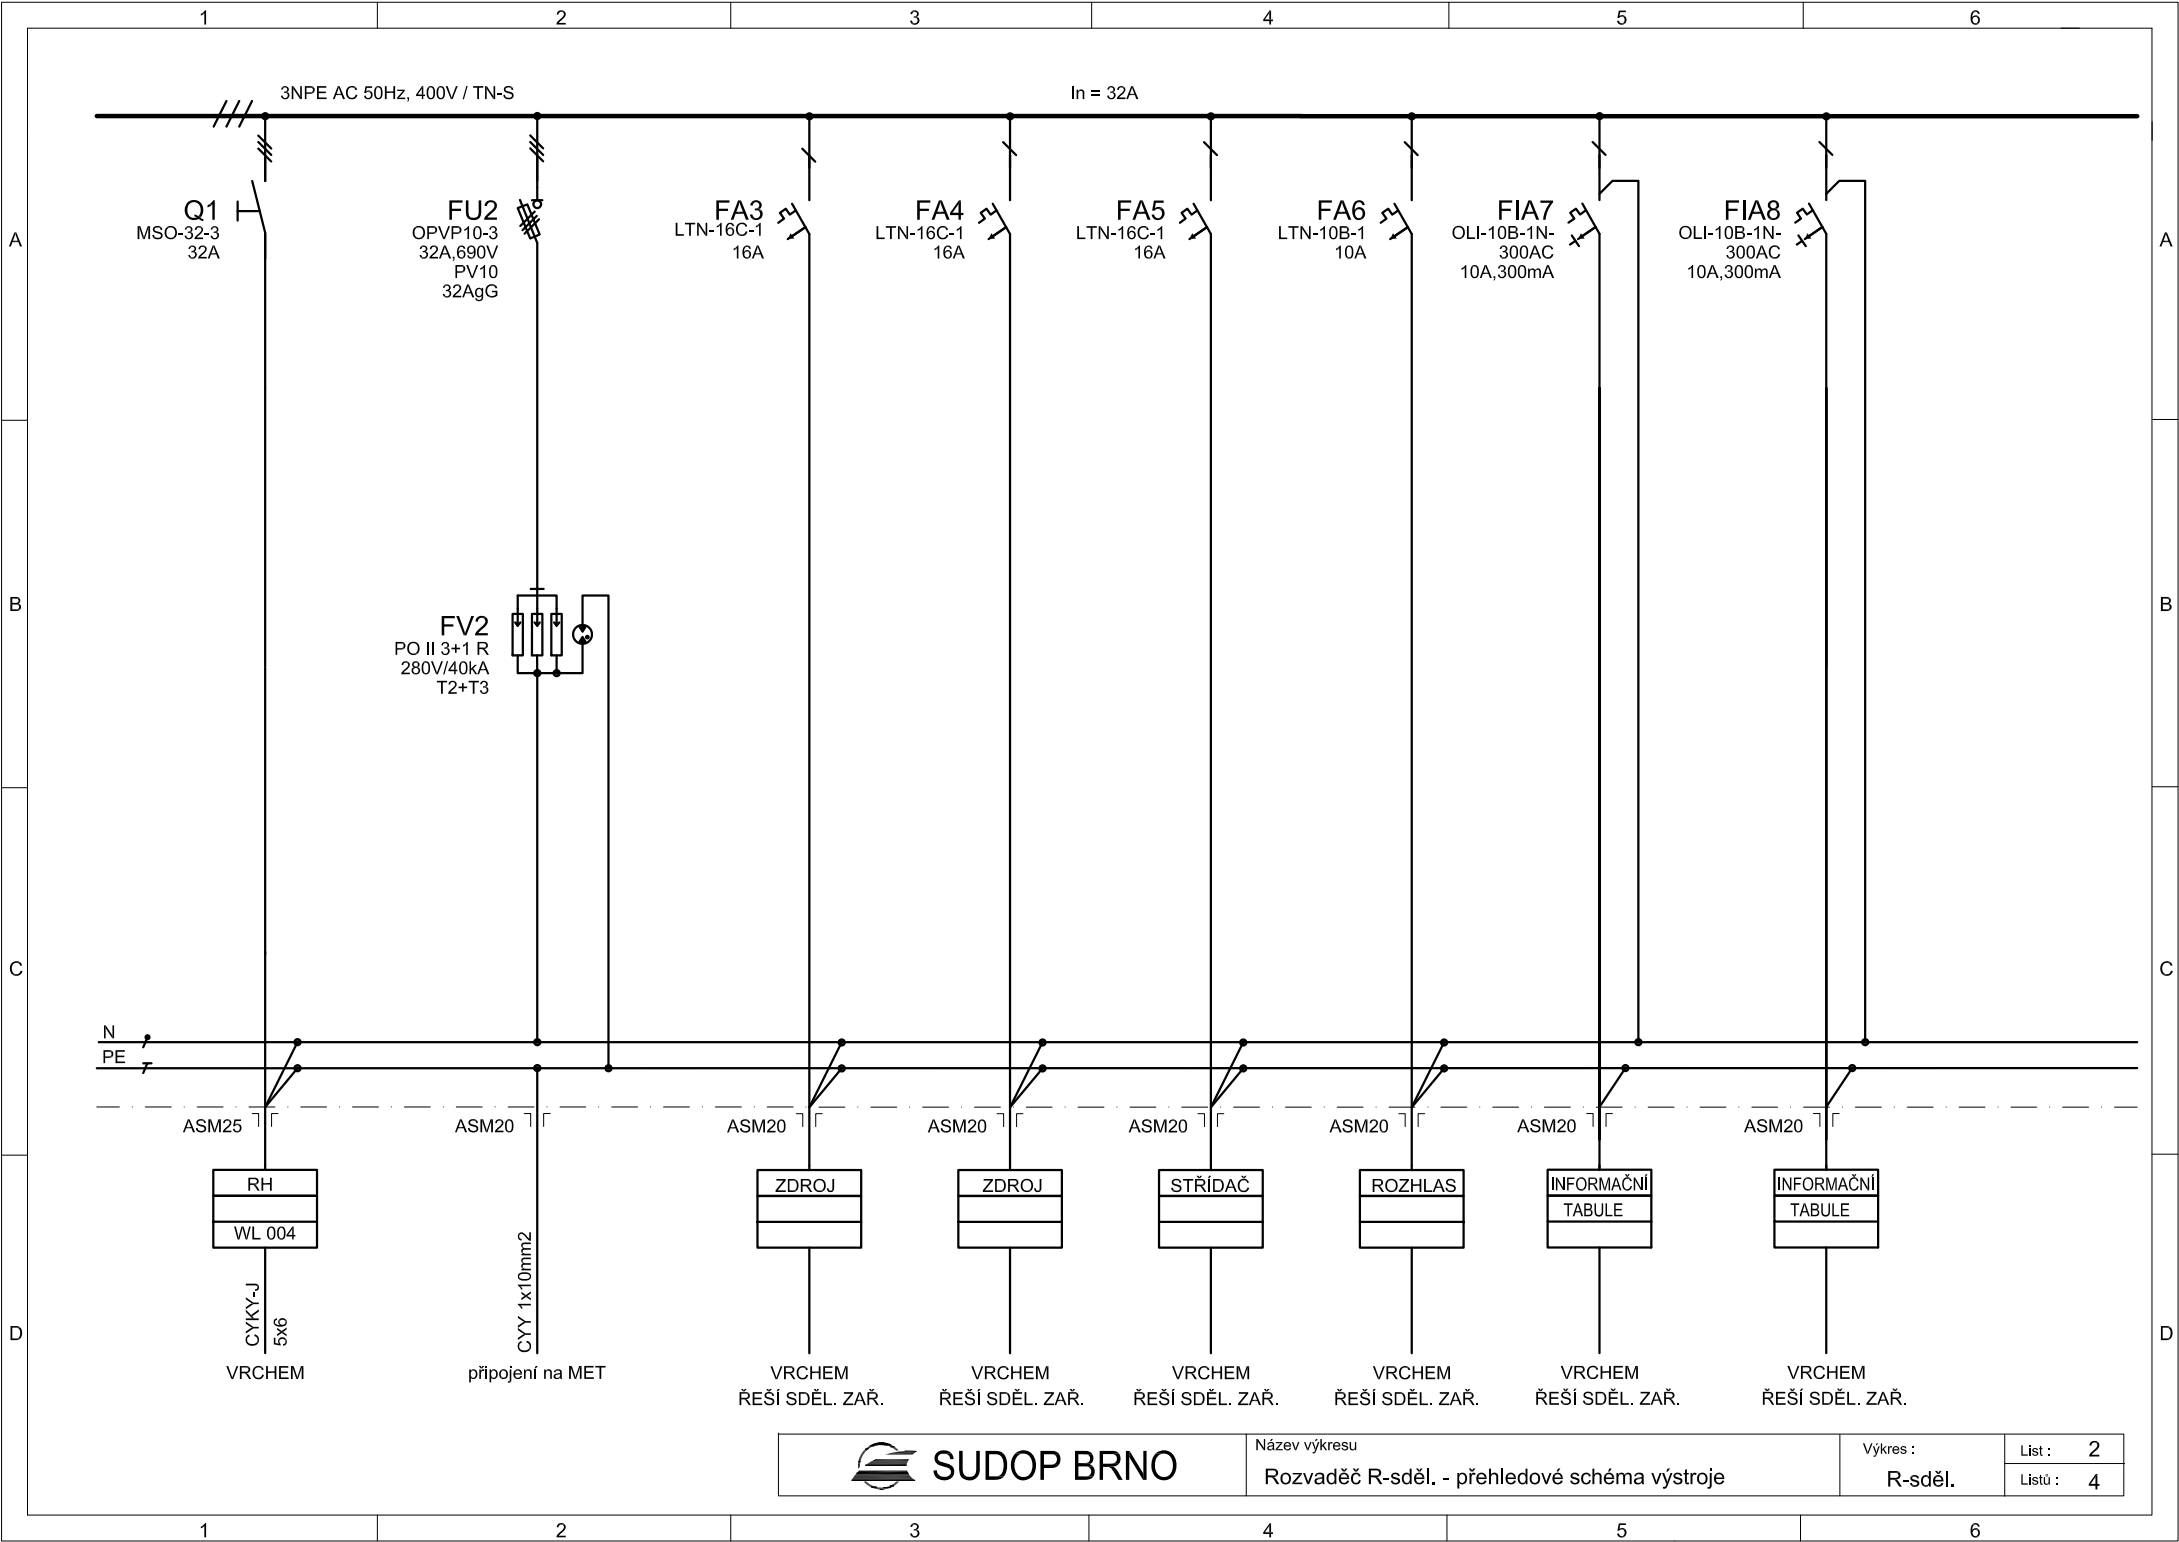 1 2 3 4 5 6
3NPE AC 50Hz, 400V / TN-S
In = 32A
A
A
Q1
MSO-32-3
32A
FU2
OPVP10-3
32A,690V
PV10
32AgG
FA3
LTN-16C-1
16A
FA4
LTN-16C-1
16A
FA5
LTN-16C-1
16A
FA6
LTN-10B-1
10A
FIA7
OLI-10B-1N-
300AC
10A,300mA
FIA8
OLI-10B-1N-
300AC
10A,300mA
B
B
FV2
PO II 3+1 R
280V/40kA
T2+T3
C
C
N
PE
ASM25
ASM20
ASM20
ASM20
ASM20
ASM20
ASM20
ASM20
RH
WL 004
ZDROJ
ZDROJ
STŘÍDAČ
ROZHLAS
INFORMAČNÍ
TABULE
INFORMAČNÍ
TABULE
D
D
CYKY-J
5x6
CYY 1x10mm2
VRCHEM
připojení na MET
VRCHEM
ŘEŠÍ SDĚL. ZAŘ.
VRCHEM
ŘEŠÍ SDĚL. ZAŘ.
VRCHEM
ŘEŠÍ SDĚL. ZAŘ.
VRCHEM
ŘEŠÍ SDĚL. ZAŘ.
VRCHEM
ŘEŠÍ SDĚL. ZAŘ.
VRCHEM
ŘEŠÍ SDĚL. ZAŘ.
SUDOP BRNO
Název výkresu
Rozvaděč R-sděl. - přehledové schéma výstroje
Výkres :
R-sděl.
List : 2
Listů : 4
1 2 3 4 5 6